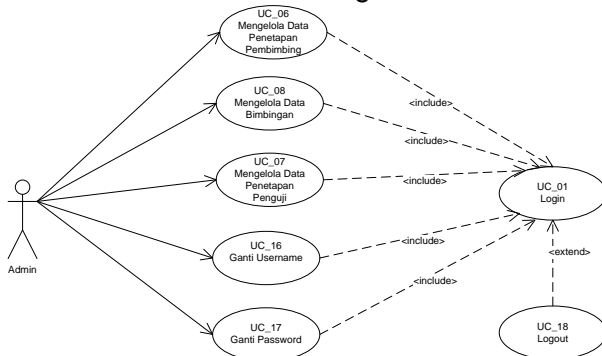 UC_06
Mengelola Data
Penetapan
Pembimbing
<include>
UC_08
Mengelola Data
Bimbingan
<include>
UC_07
Mengelola Data
Penetapan
Penguji
<include>
UC_01
Login
Admin
UC_16
Ganti Username
<include>
<extend>
<include>
UC_17
Ganti Password
UC_18
Logout